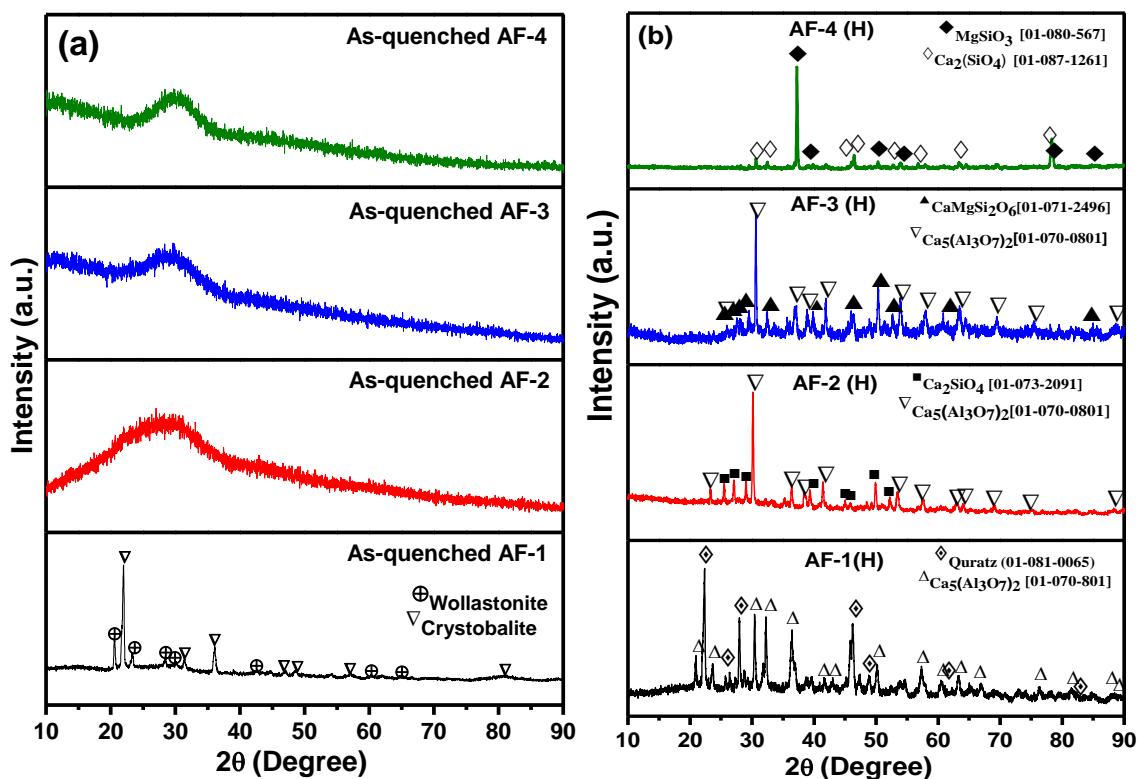 (a)
As-quenched AF-4
As-quenched AF-3
As-quenched AF-2
As-quenched AF-1
⊕Wollastonite
▽Crystobalite
Intensity (a.u.)
10 20 30 40 50 60 70 80 90
2θ (Degree)
(b)
AF-4 (H)
◆MgSiO₃ [01-080-567]
◇Ca₂(SiO₄) [01-087-1261]
AF-3 (H)
▲CaMgSi₂O₆[01-071-2496]
▽Ca₅(Al₃O₇)₂[01-070-0801]
AF-2 (H)
■Ca₂SiO₄ [01-073-2091]
▽Ca₅(Al₃O₇)₂[01-070-0801]
AF-1(H)
Quratz (01-081-0065)
△Ca₅(Al₃O₇)₂ [01-070-801]
Intensity (a.u.)
10 20 30 40 50 60 70 80 90
2θ (Degree)